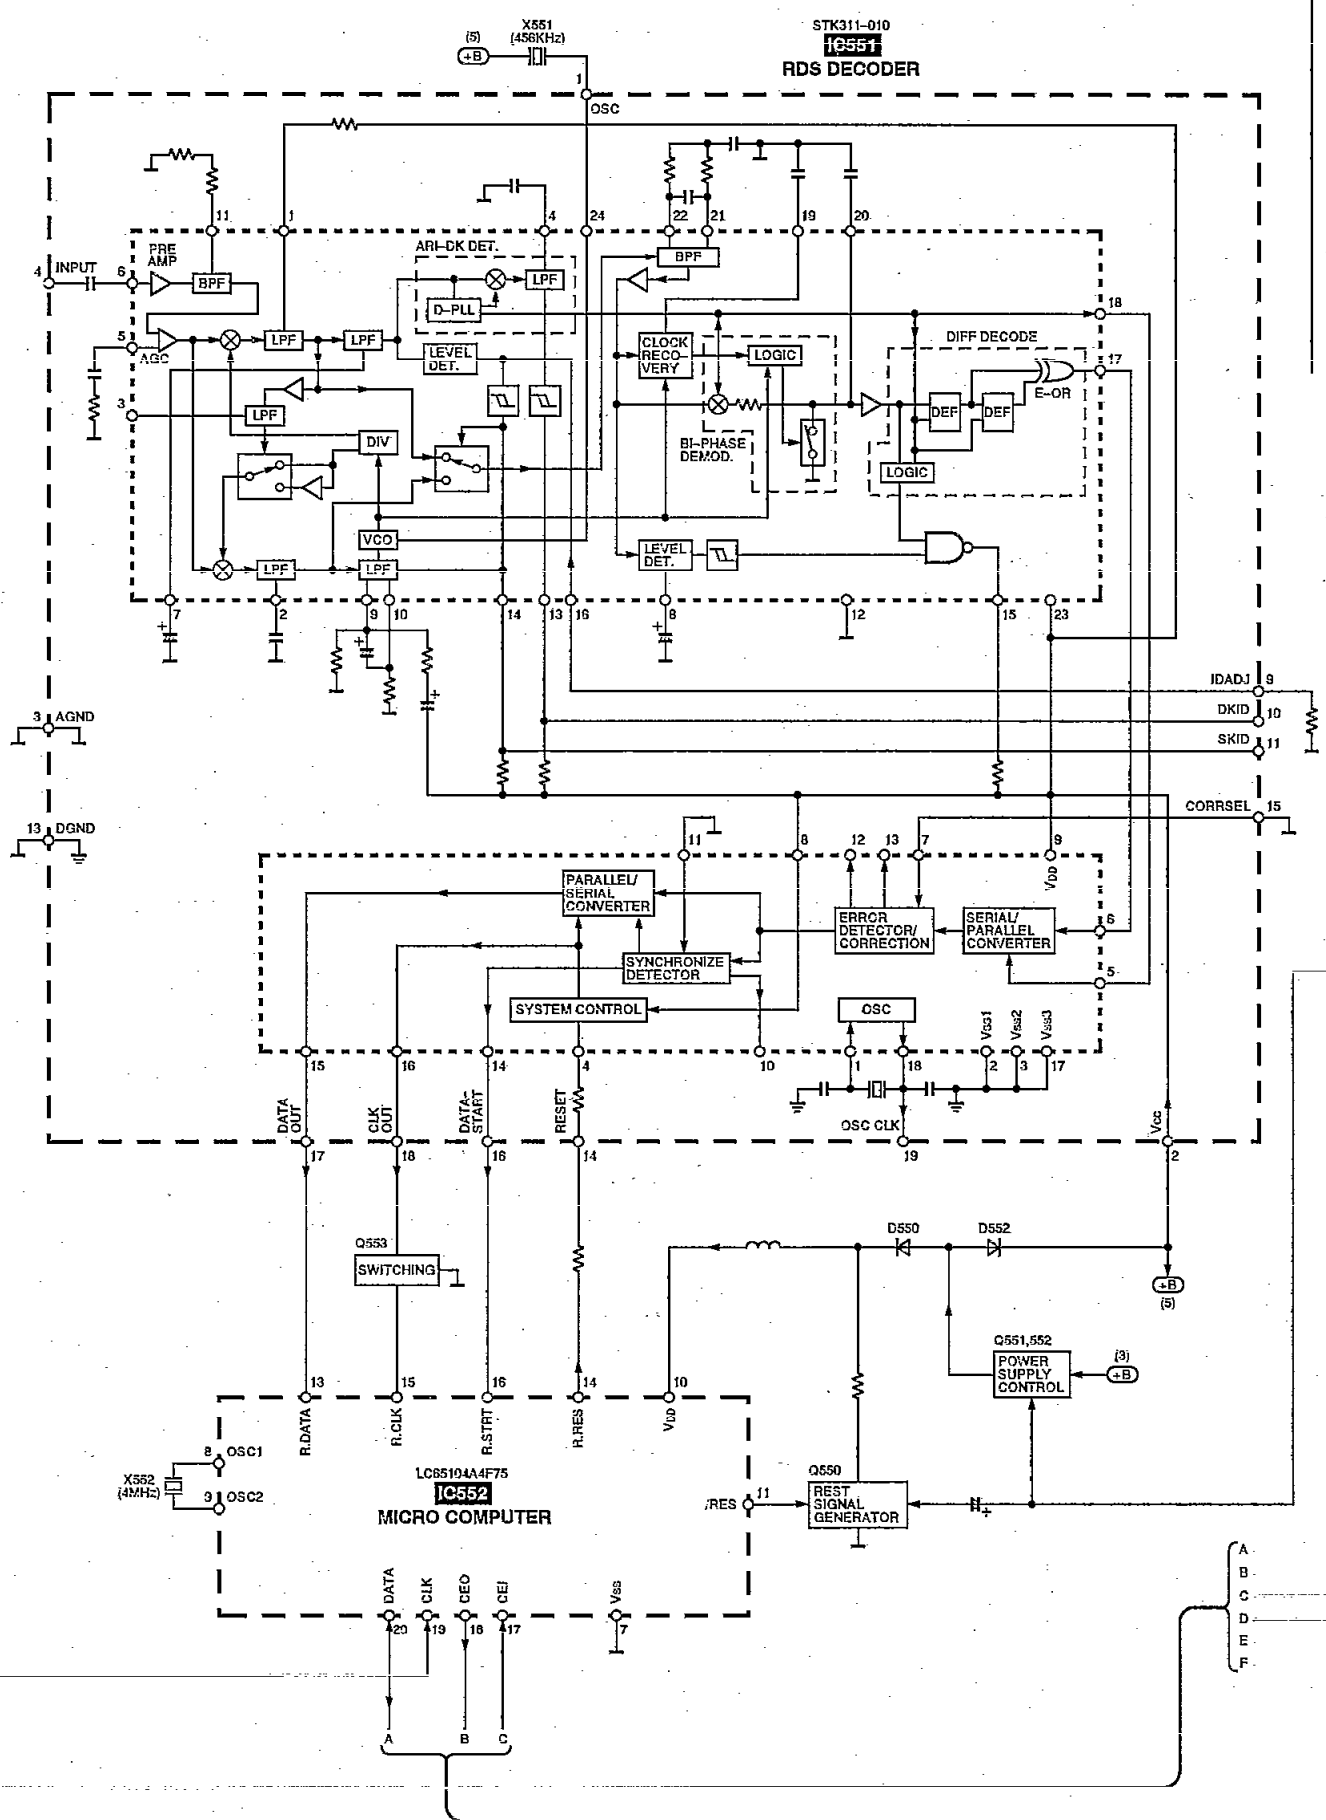 X551
(5)
(456KHz)
+B
1
OSC
STK311-010
IC551
RDS DECODER
11
1
4
24
22
21
19
20
4
INPUT
6
PRE
AMP
BPF
ARI-DK DET.
LPF
D-PLL
BPF
18
5
AGC
LPF
LPF
LEVEL
DET.
CLOCK
RECO-
VERY
LOGIC
DIFF DECODE
17
E-OR
DEF
DEF
3
LPF
DIV
BI-PHASE
DEMOD.
LOGIC
VCO
LPF
LPF
LEVEL
DET.
7
2
9
10
14
13
16
8
12
15
23
+
+
+
+
IDADJ
9
DKID
10
SKID
11
3
AGND
13
DGND
CORRSEL
15
11
8
12
13
7
9
VDD
PARALLEL/
SERIAL
CONVERTER
ERROR
DETECTOR/
CORRECTION
SERIAL/
PARALLEL
CONVERTER
6
5
SYNCHRONIZE
DETECTOR
SYSTEM CONTROL
OSC
VSS1
VSS2
VSS3
15
16
14
4
10
1
18
2
3
17
DATA
OUT
CLK
OUT
DATA-
START
RESET
OSC CLK
VCC
17
18
16
14
19
2
Q553
SWITCHING
D550
D552
+B
(5)
Q551,552
POWER
SUPPLY
CONTROL
(3)
+B
13
15
16
14
10
R.DATA
R.CLK
R.STRT
R.RES
VDD
8
OSC1
X552
(4MHz)
9
OSC2
LC65104A4F75
IC552
MICRO COMPUTER
/RES
11
Q550
REST
SIGNAL
GENERATOR
+
DATA
CLK
CEO
CEI
VSS
20
19
18
17
7
A
B
C
A
B
C
D
E
F